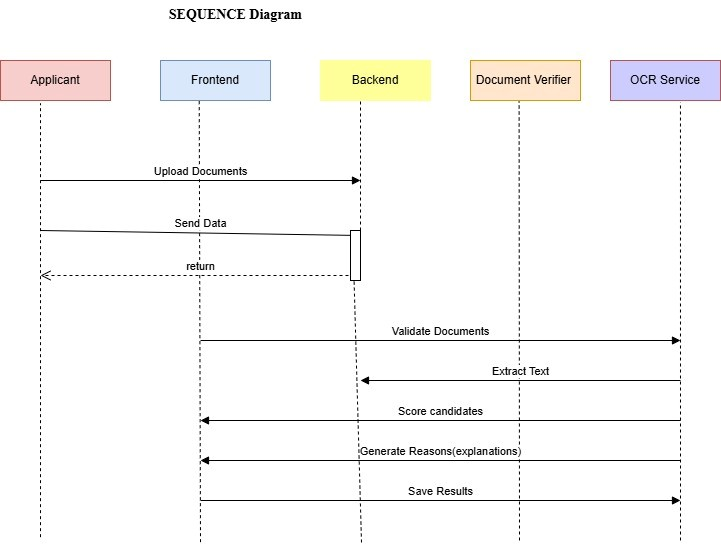 SEQUENCE Diagram
Applicant
Frontend
Backend
Document Verifier
OCR Service
Upload Documents
Send Data
return
Validate Documents
Extract Text
Score candidates
Generate Reasons(explanations)
Save Results